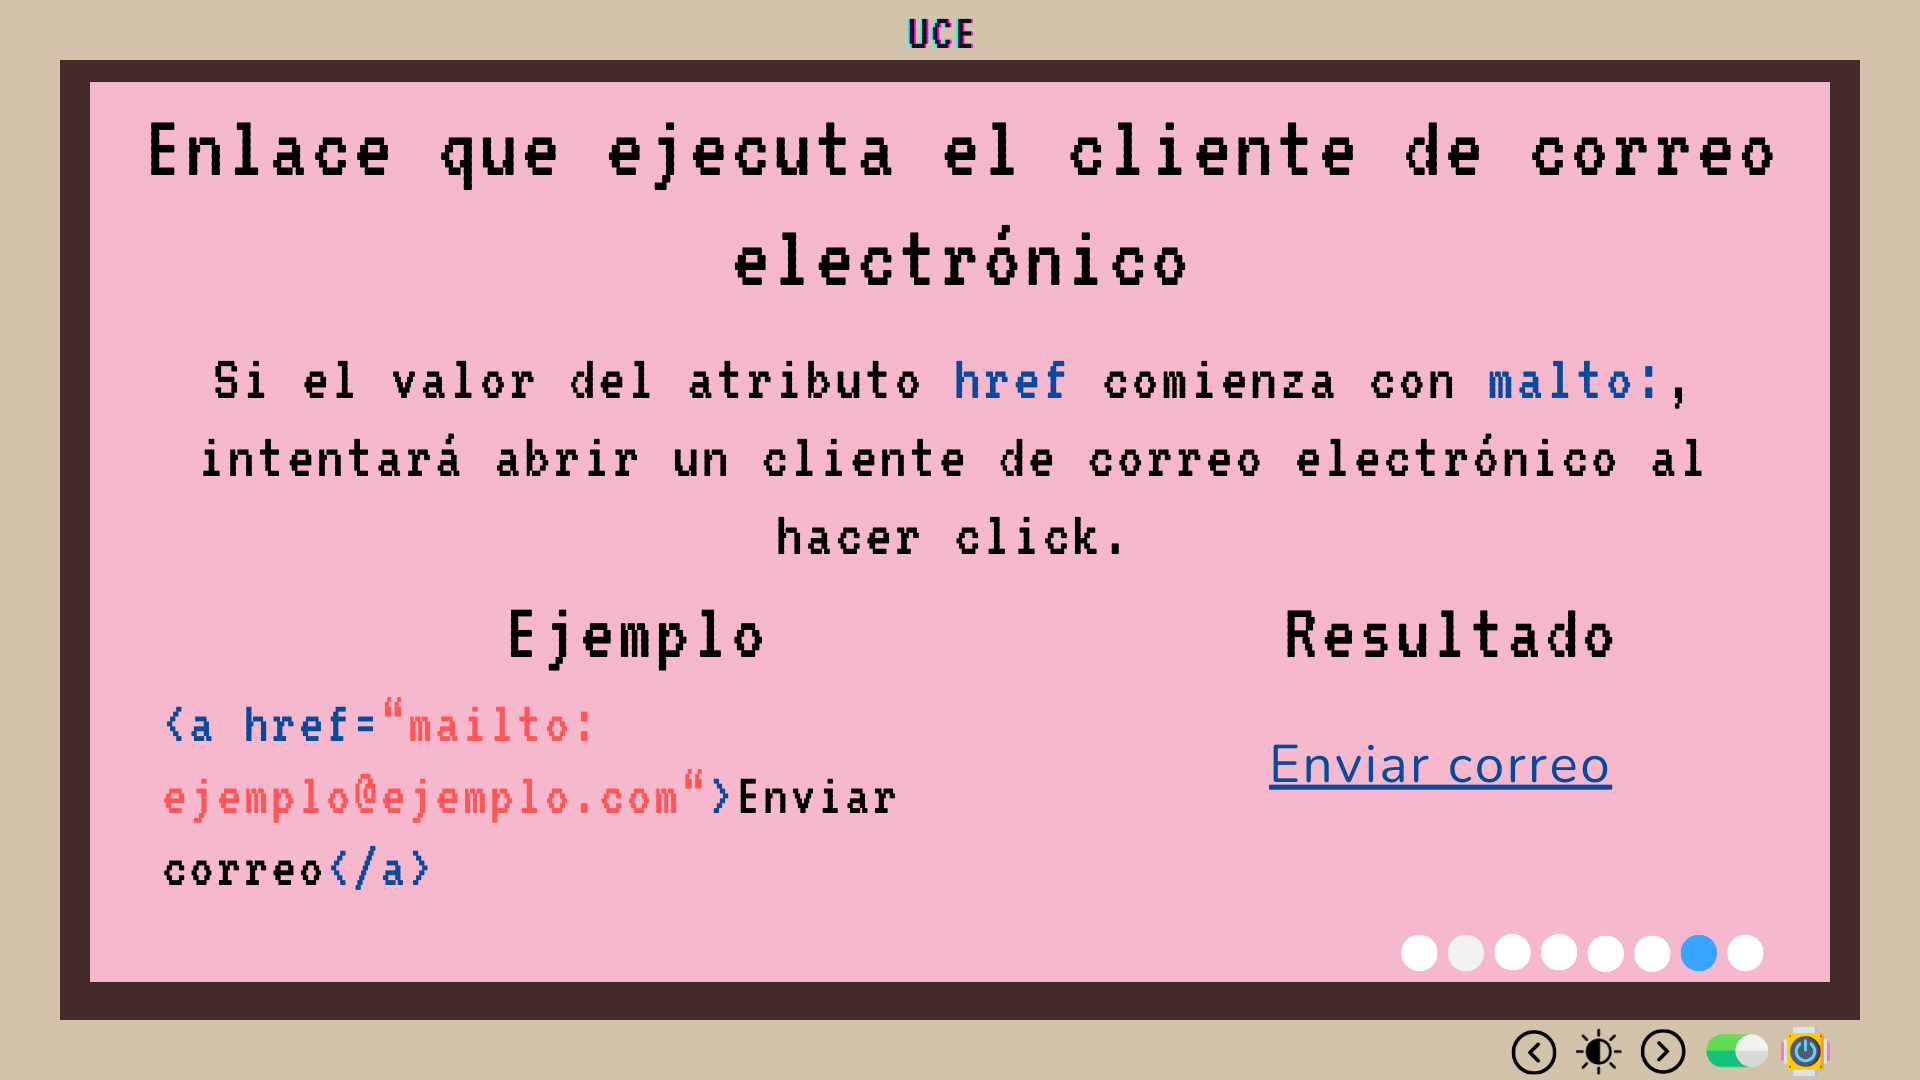 UCE
Enlace que ejecuta el cliente de correo
electrónico
Si el valor del atributo href comienza con malto:,
intentará abrir un cliente de correo electrónico al
hacer click.
Ejemplo
Resultado
<a href=“mailto:
ejemplo@ejemplo.com“>Enviar
correo</a>
Enviar correo